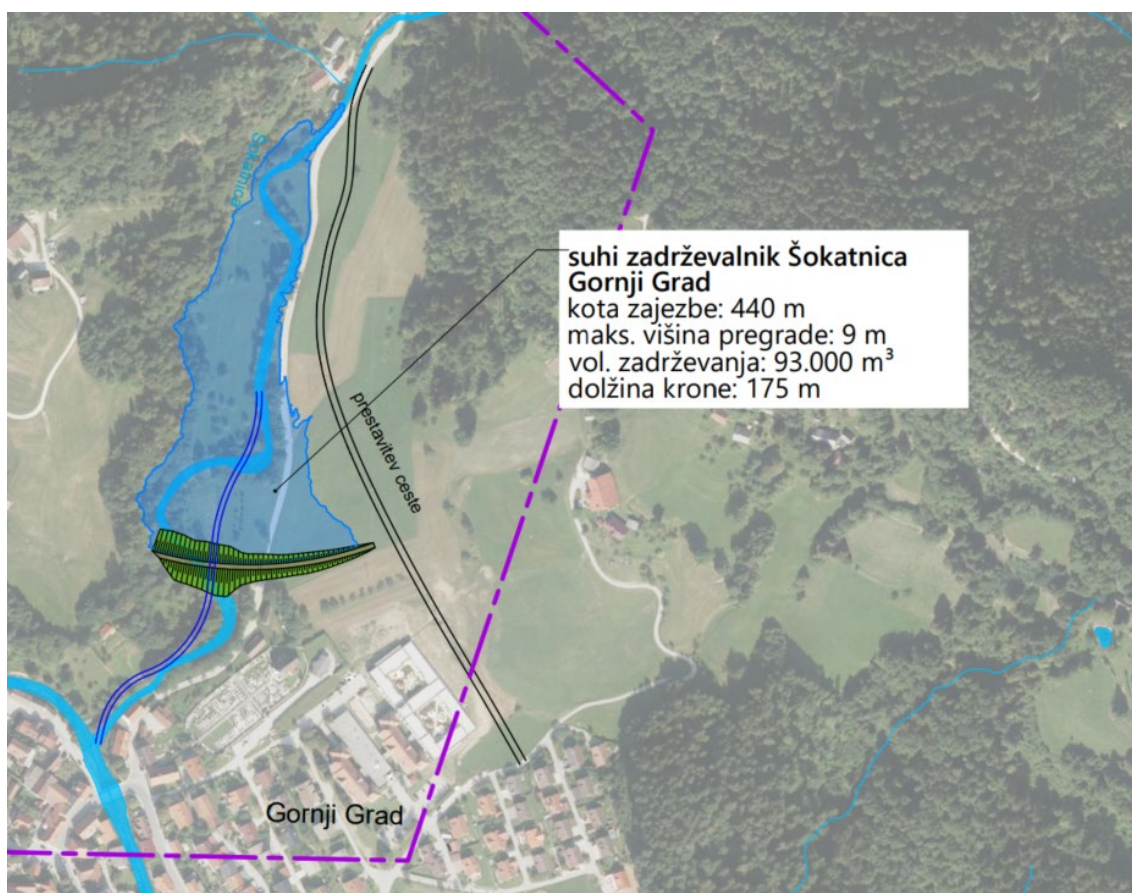 Šokatnica
suhi zadrževalnik Šokatnica
Gornji Grad
kota zajezbe: 440 m
maks. višina pregrade: 9 m
vol. zadrževanja: 93.000 m³
dolžina krone: 175 m
prestavitev ceste
Gornji Grad